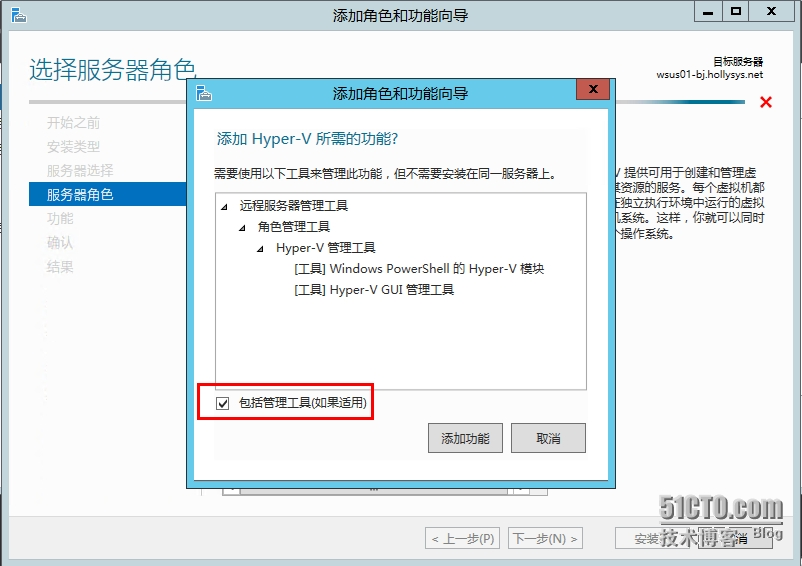 添加角色和功能向导
选择服务器角色
目标服务器
wsus01-bj.hollysys.net
开始之前
安装类型
服务器选择
服务器角色
功能
确认
结果
添加角色和功能向导
添加 Hyper-V 所需的功能?
需要使用以下工具来管理此功能，但不需要安装在同一服务器上。
远程服务器管理工具
角色管理工具
Hyper-V 管理工具
[工具] Windows PowerShell 的 Hyper-V 模块
[工具] Hyper-V GUI 管理工具
包括管理工具(如果适用)
添加功能
取消
V 提供可用于创建和管理虚
资源的服务。每个虚拟机都
在独立执行环境中运行的虚拟
机系统。这样，你就可以同时
个操作系统。
< 上一步(P)
下一步(N) >
安装
消
51CTO.com
技术博客 Blog